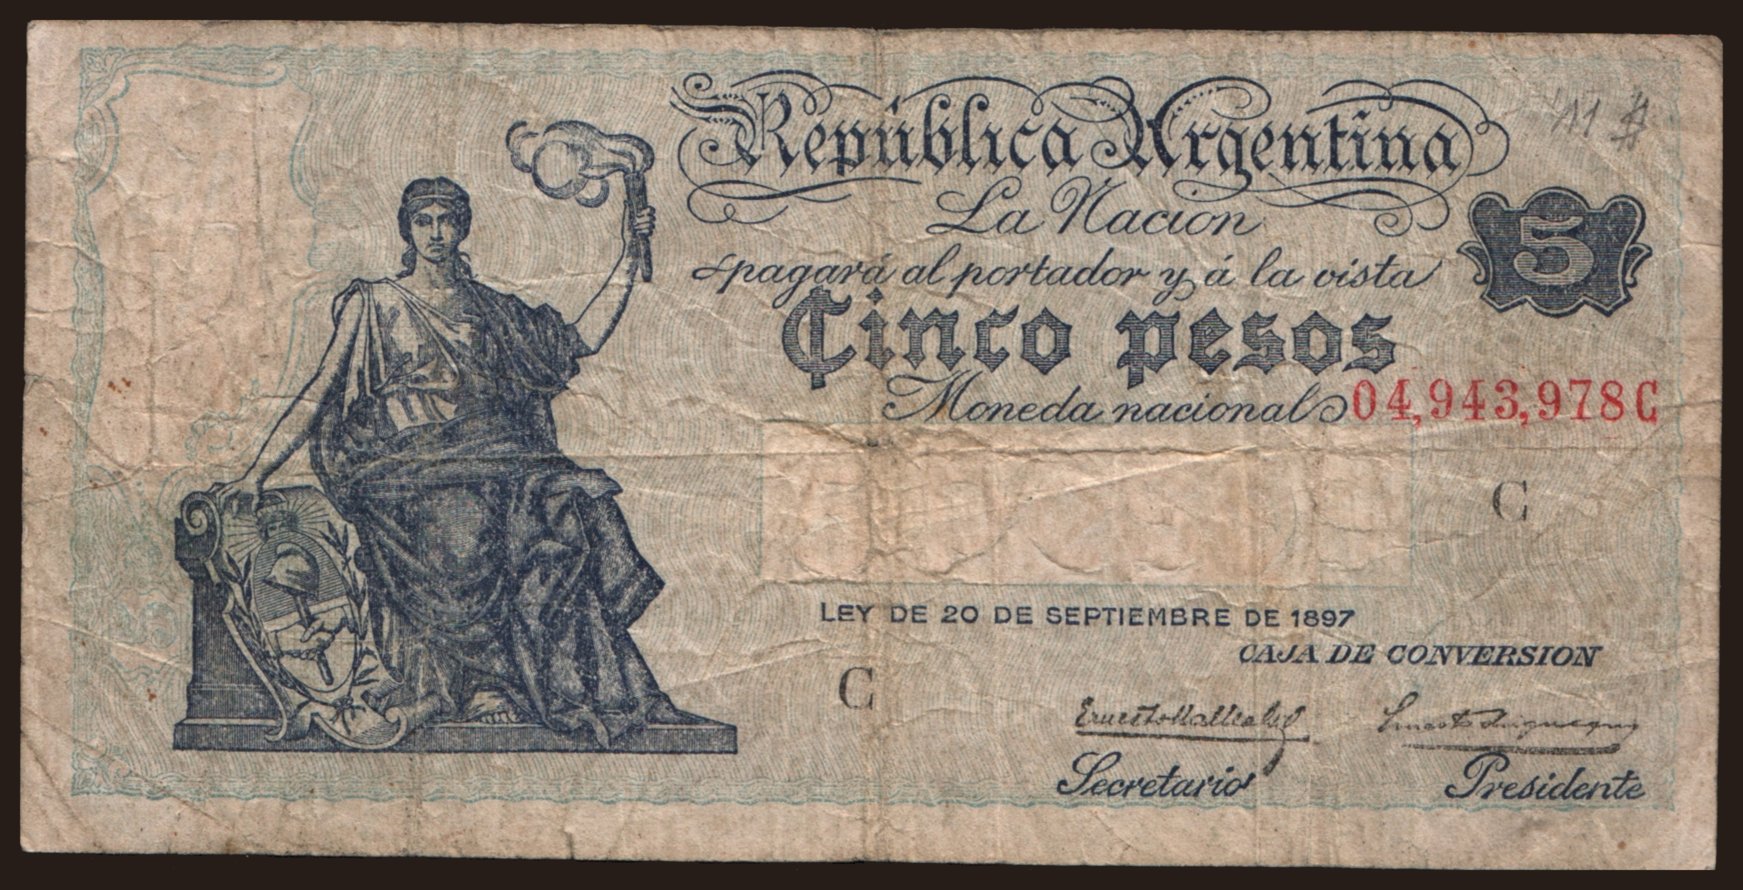 República Argentina
La Nación
pagará al portador y á la vista
5
Cinco pesos
Moneda nacional 04,943,978C
C
LEY DE 20 DE SEPTIEMBRE DE 1897
CAJA DE CONVERSION
C
Secretario
Presidente